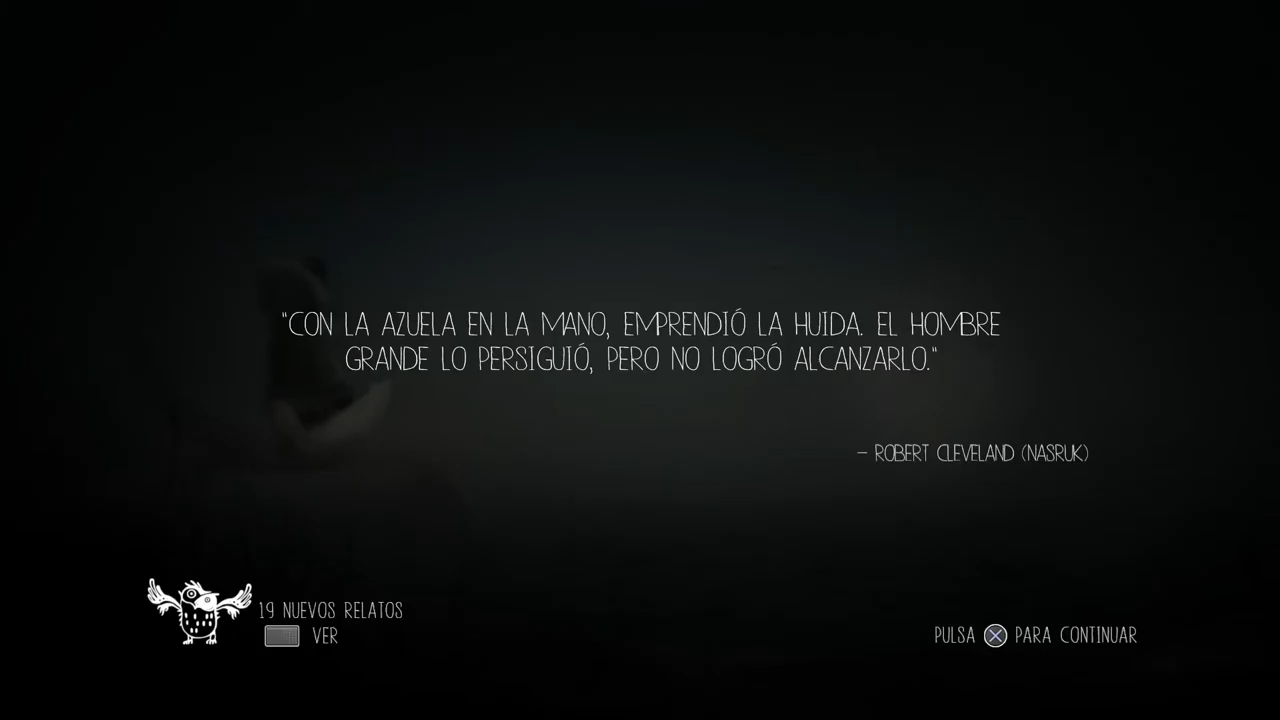 "CON LA AZUELA EN LA MANO, EMPRENDIÓ LA HUIDA. EL HOMBRE
GRANDE LO PERSIGUIÓ, PERO NO LOGRÓ ALCANZARLO."
– ROBERT CLEVELAND (NASRUK)
19 NUEVOS RELATOS
VER
PULSA PARA CONTINUAR